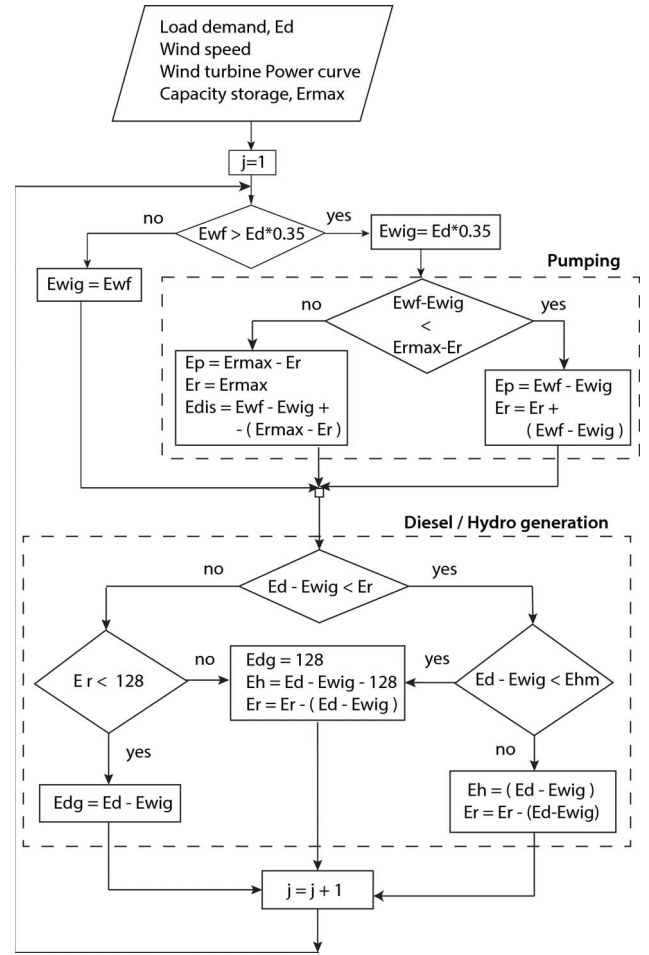 Load demand, Ed
Wind speed
Wind turbine Power curve
Capacity storage, Ermax
j=1
no
Ewf > Ed*0.35
yes
Ewig= Ed*0.35
Ewig = Ewf
Pumping
no
Ewf-Ewig
<
Ermax-Er
yes
Ep = Ermax - Er
Er = Ermax
Edis = Ewf - Ewig +
- ( Ermax - Er )
Ep = Ewf - Ewig
Er = Er +
( Ewf - Ewig )
Diesel / Hydro generation
no
Ed - Ewig < Er
yes
E r < 128
no
Edg = 128
Eh = Ed - Ewig - 128
Er = Er - ( Ed - Ewig )
yes
Ed - Ewig < Ehm
yes
no
Edg = Ed - Ewig
Eh = ( Ed - Ewig )
Er = Er - (Ed-Ewig)
j = j + 1